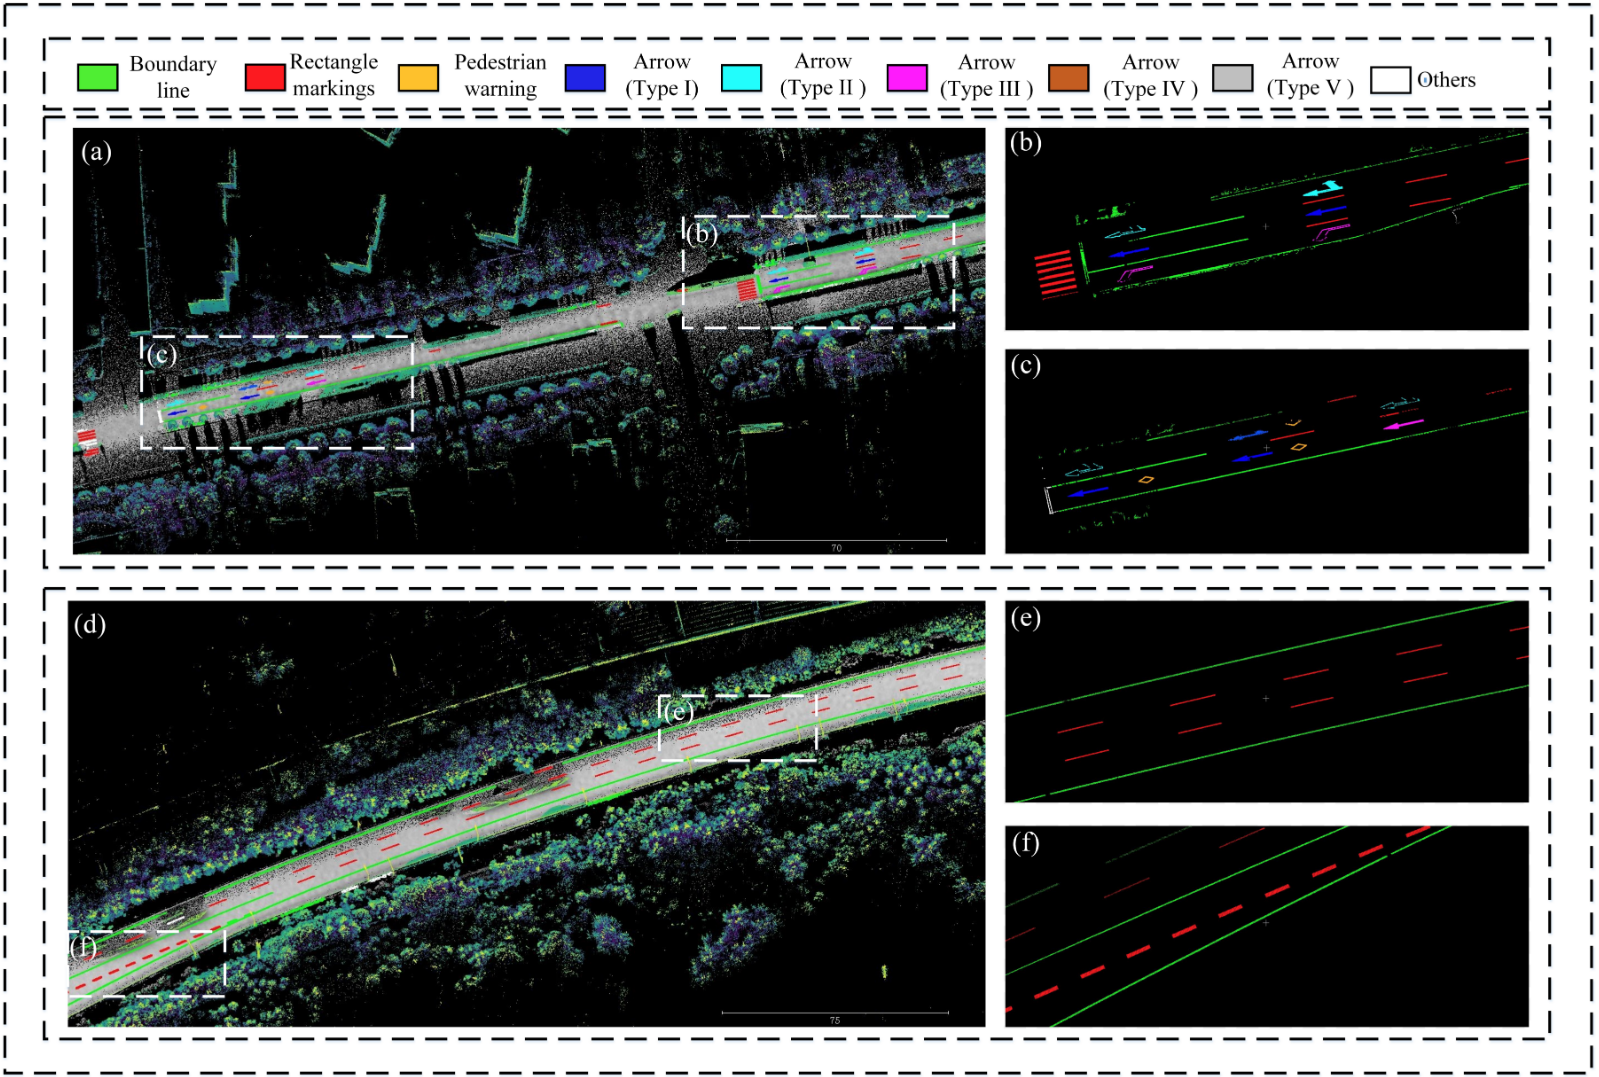 Boundary line
Rectangle markings
Pedestrian warning
Arrow (Type I)
Arrow (Type II )
Arrow (Type III )
Arrow (Type IV )
Arrow (Type V )
Others
(a)
(b)
(c)
70
(b)
(c)
(d)
(e)
(f)
75
(e)
(f)